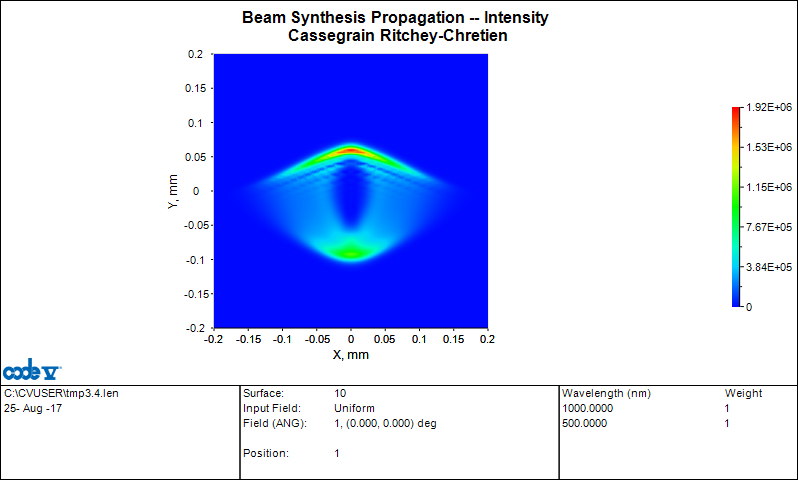 Beam Synthesis Propagation -- Intensity
Cassegrain Ritchey-Chretien
0.2
0.15
0.1
0.05
0
-0.05
-0.1
-0.15
-0.2
Y, mm
-0.2 -0.15 -0.1 -0.05 0 0.05 0.1 0.15 0.2
X, mm
1.92E+06
1.53E+06
1.15E+06
7.67E+05
3.84E+05
0
code V
C:\CVUSER\tmp3.4.len
25- Aug -17
Surface: 10
Input Field: Uniform
Field (ANG): 1, (0.000, 0.000) deg
Position: 1
Wavelength (nm) Weight
1000.0000 1
500.0000 1